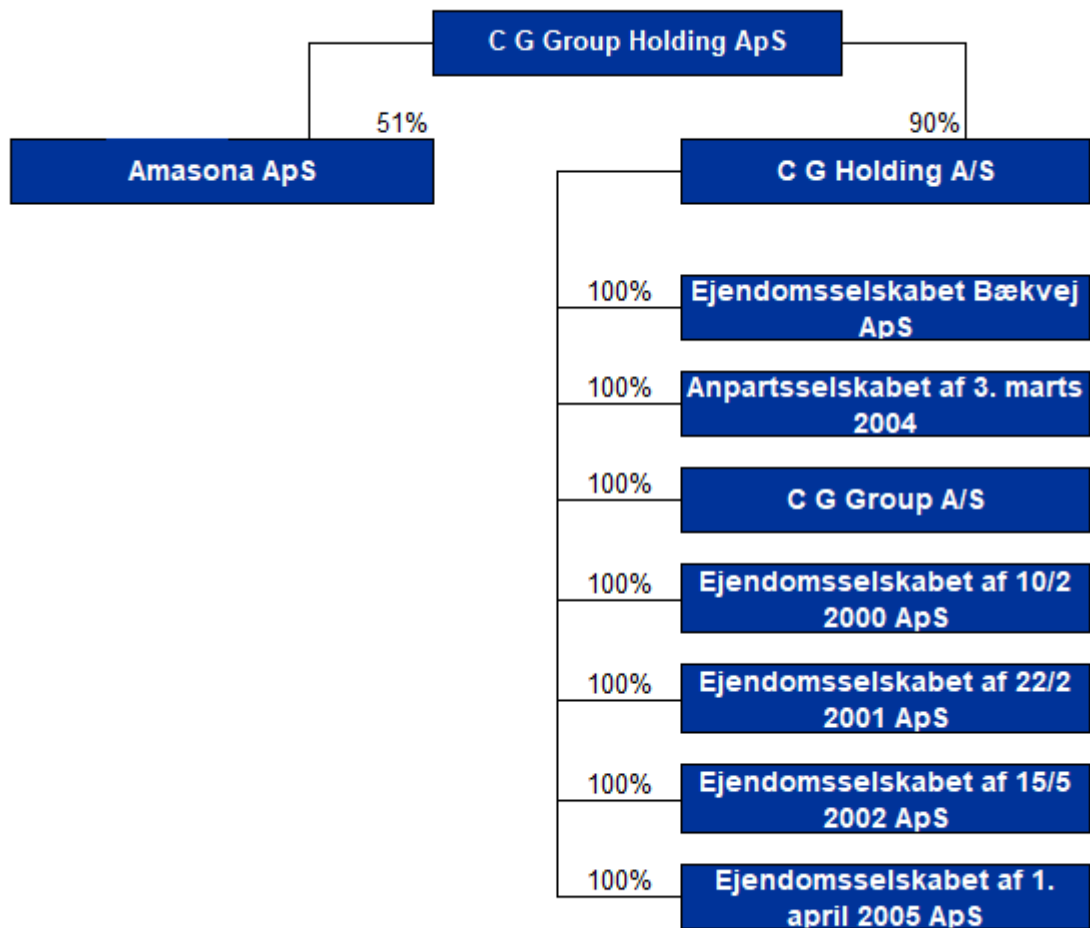 C G Group Holding ApS
51%
90%
Amasona ApS
C G Holding A/S
100%
Ejendomsselskabet Bækvej
ApS
100%
Anpartsselskabet af 3. marts
2004
100%
C G Group A/S
100%
Ejendomsselskabet af 10/2
2000 ApS
100%
Ejendomsselskabet af 22/2
2001 ApS
100%
Ejendomsselskabet af 15/5
2002 ApS
100%
Ejendomsselskabet af 1.
april 2005 ApS